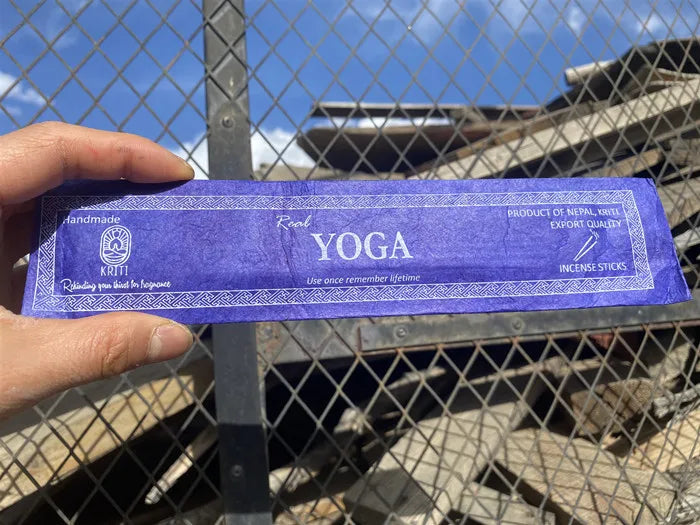 Handmade
KRITI
Rekindling your thirst for fragnance
Real
YOGA
Use once remember lifetime
PRODUCT OF NEPAL, KRITI
EXPORT QUALITY
INCENSE STICKS